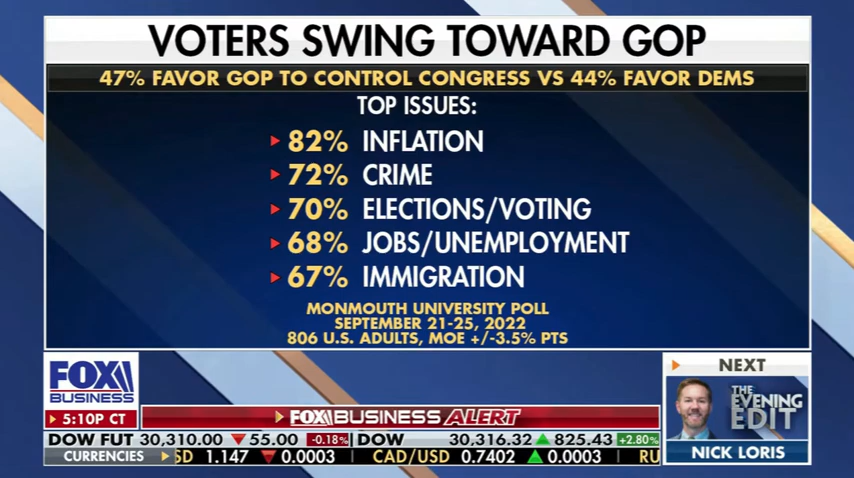 VOTERS SWING TOWARD GOP
47% FAVOR GOP TO CONTROL CONGRESS VS 44% FAVOR DEMS
TOP ISSUES:
82% INFLATION
72% CRIME
70% ELECTIONS/VOTING
68% JOBS/UNEMPLOYMENT
67% IMMIGRATION
MONMOUTH UNIVERSITY POLL
SEPTEMBER 21-25, 2022
806 U.S. ADULTS, MOE +/-3.5% PTS
FOX
BUSINESS
5:10P CT
FOX BUSINESS ALERT
NEXT
THE
EVENING
EDIT
NICK LORIS
DOW FUT 30,310.00 ▼ 55.00 -0.18% DOW 30,316.32 ▲ 825.43 +2.80%
CURRENCIES SD 1.147 ▼ 0.0003 | CAD/USD 0.7402 ▲ 0.0003 | RU